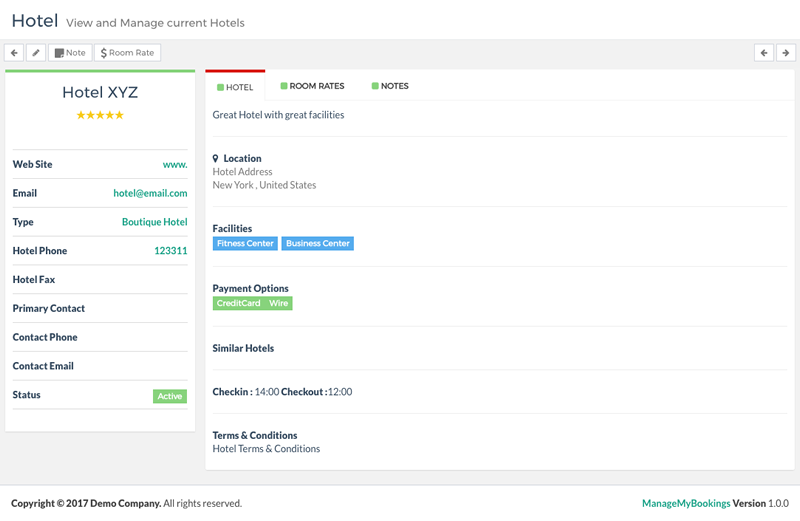 Hotel View and Manage current Hotels
Note
$ Room Rate
Hotel XYZ
Web Site www.
Email hotel@email.com
Type Boutique Hotel
Hotel Phone 123311
Hotel Fax
Primary Contact
Contact Phone
Contact Email
Status Active
HOTEL ROOM RATES NOTES
Great Hotel with great facilities
Location
Hotel Address
New York , United States
Facilities
Fitness Center Business Center
Payment Options
CreditCard Wire
Similar Hotels
Checkin : 14:00 Checkout :12:00
Terms & Conditions
Hotel Terms & Conditions
Copyright © 2017 Demo Company. All rights reserved.
ManageMyBookings Version 1.0.0